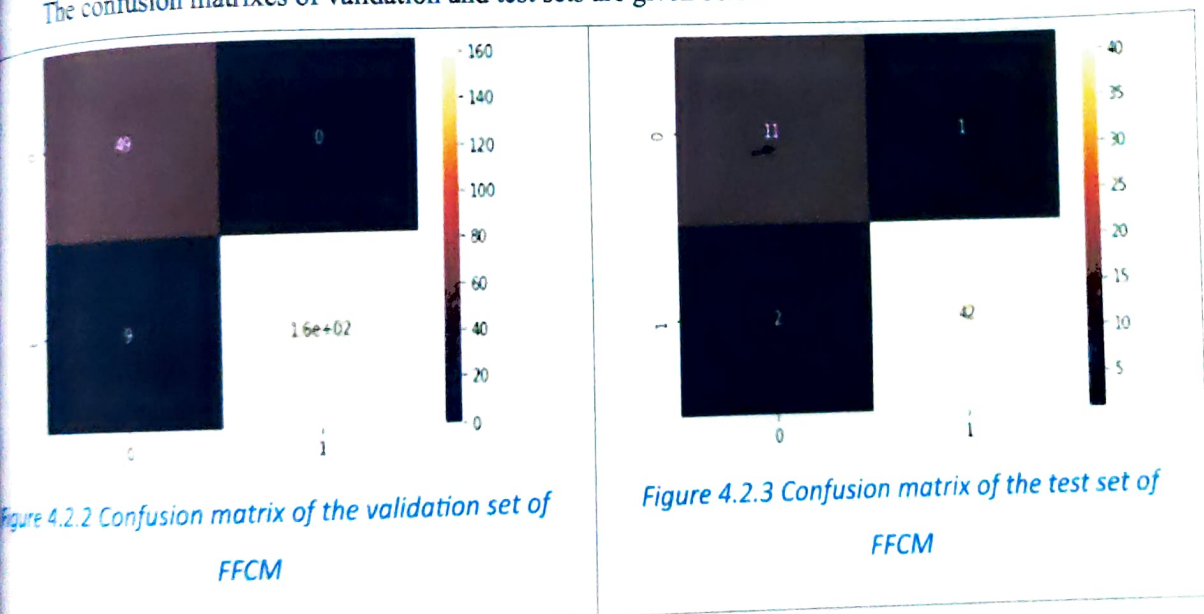 The confusion matrixes of validation and test sets are given
49 0
9 1.6e+02
0 1
160
140
120
100
80
60
40
20
0
Figure 4.2.2 Confusion matrix of the validation set of
FFCM
0 11 1
1 2 42
0 1
40
35
30
25
20
15
10
5
Figure 4.2.3 Confusion matrix of the test set of
FFCM